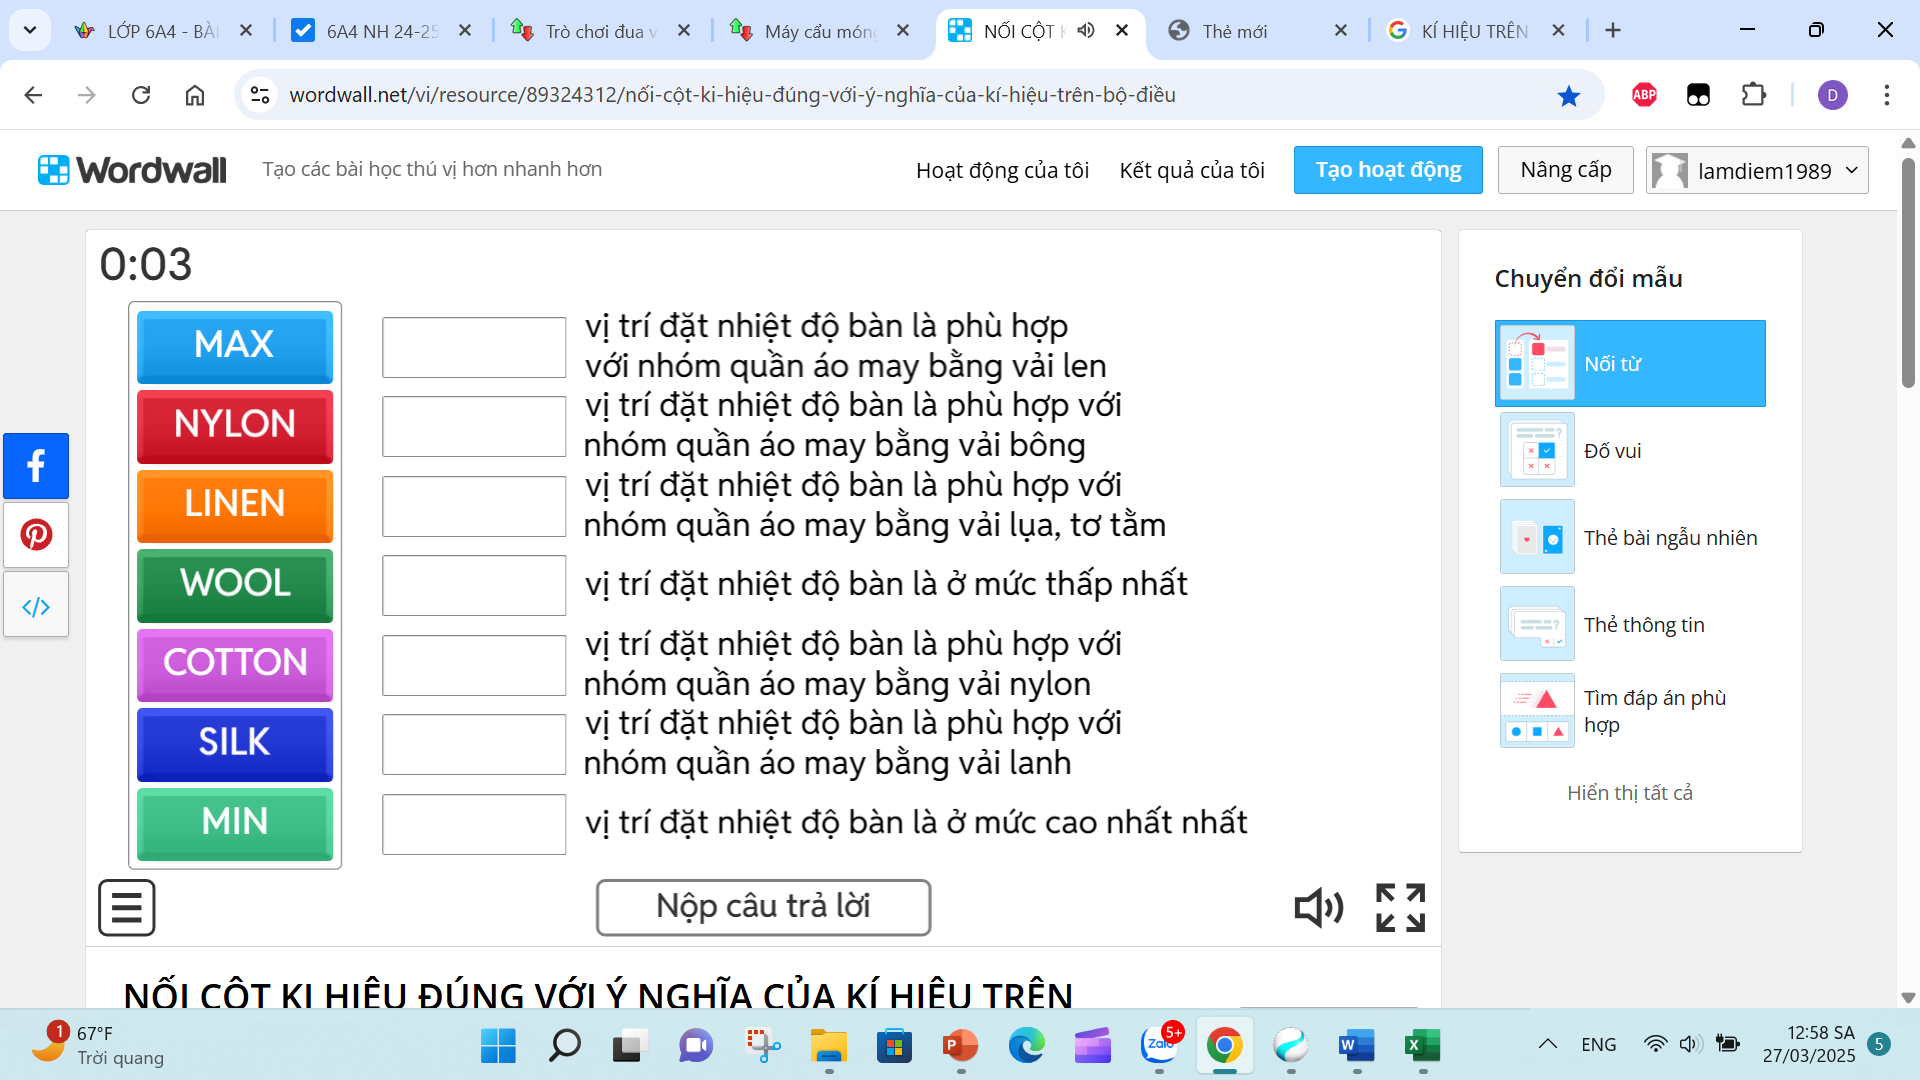 LỚP 6A4 - BÀI
6A4 NH 24-25
Trò chơi đua v
Máy cẩu móng
NỐI CỘT K
Thẻ mới
KÍ HIỆU TRÊN
wordwall.net/vi/resource/89324312/nối-cột-ki-hiệu-đúng-với-ý-nghĩa-của-kí-hiệu-trên-bộ-điều
ABP
D
Wordwall
Tạo các bài học thú vị hơn nhanh hơn
Hoạt động của tôi
Kết quả của tôi
Tạo hoạt động
Nâng cấp
lamdiem1989
0:03
MAX
NYLON
LINEN
WOOL
COTTON
SILK
MIN
vị trí đặt nhiệt độ bàn là phù hợp
với nhóm quần áo may bằng vải len
vị trí đặt nhiệt độ bàn là phù hợp với
nhóm quần áo may bằng vải bông
vị trí đặt nhiệt độ bàn là phù hợp với
nhóm quần áo may bằng vải lụa, tơ tằm
vị trí đặt nhiệt độ bàn là ở mức thấp nhất
vị trí đặt nhiệt độ bàn là phù hợp với
nhóm quần áo may bằng vải nylon
vị trí đặt nhiệt độ bàn là phù hợp với
nhóm quần áo may bằng vải lanh
vị trí đặt nhiệt độ bàn là ở mức cao nhất nhất
Nộp câu trả lời
Chuyển đổi mẫu
Nối từ
Đố vui
Thẻ bài ngẫu nhiên
Thẻ thông tin
Tìm đáp án phù
hợp
Hiển thị tất cả
NỐI CỘT KI HIỆU ĐÚNG VỚI Ý NGHĨA CỦA KÍ HIỆU TRÊN
1
67°F
Trời quang
Zalo
5+
ENG
12:58 SA
27/03/2025
5